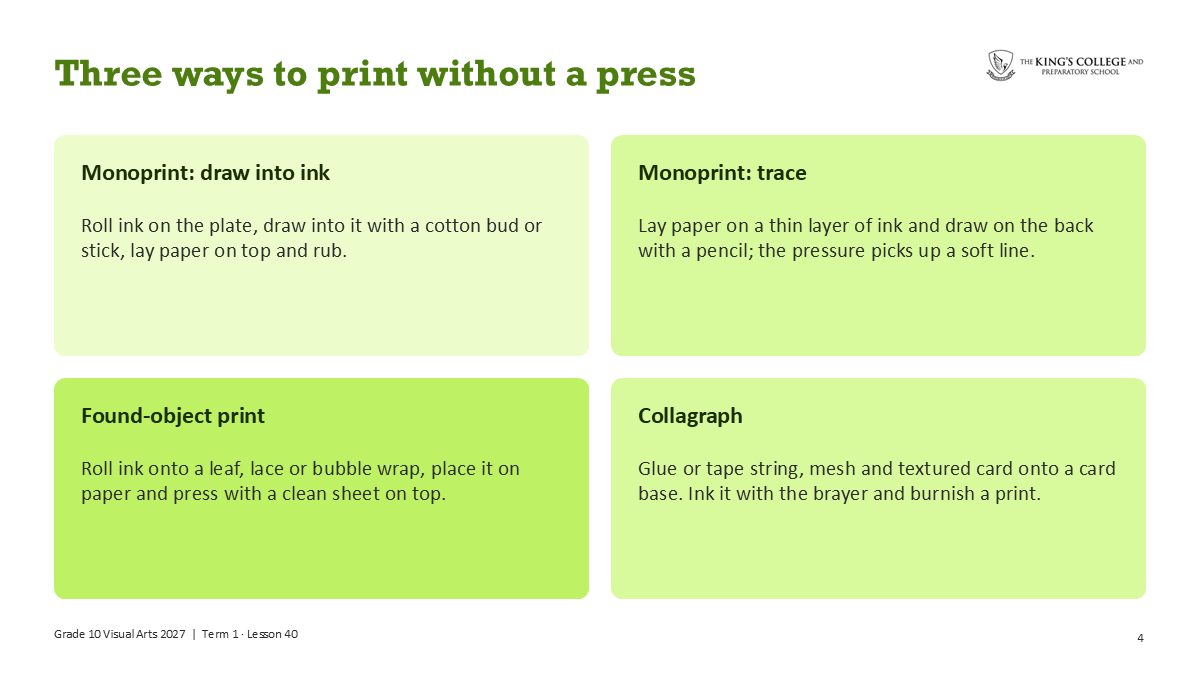 Three ways to print without a press
THE KING'S COLLEGE AND
PREPARATORY SCHOOL
Monoprint: draw into ink
Roll ink on the plate, draw into it with a cotton bud or
stick, lay paper on top and rub.
Monoprint: trace
Lay paper on a thin layer of ink and draw on the back
with a pencil; the pressure picks up a soft line.
Found-object print
Roll ink onto a leaf, lace or bubble wrap, place it on
paper and press with a clean sheet on top.
Collagraph
Glue or tape string, mesh and textured card onto a card
base. Ink it with the brayer and burnish a print.
Grade 10 Visual Arts 2027 | Term 1 · Lesson 40
4